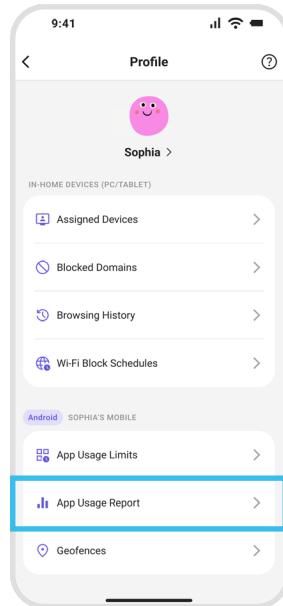 9:41
Profile
Sophia >
IN-HOME DEVICES (PC/TABLET)
Assigned Devices
Blocked Domains
Browsing History
Wi-Fi Block Schedules
Android SOPHIA'S MOBILE
App Usage Limits
App Usage Report
Geofences